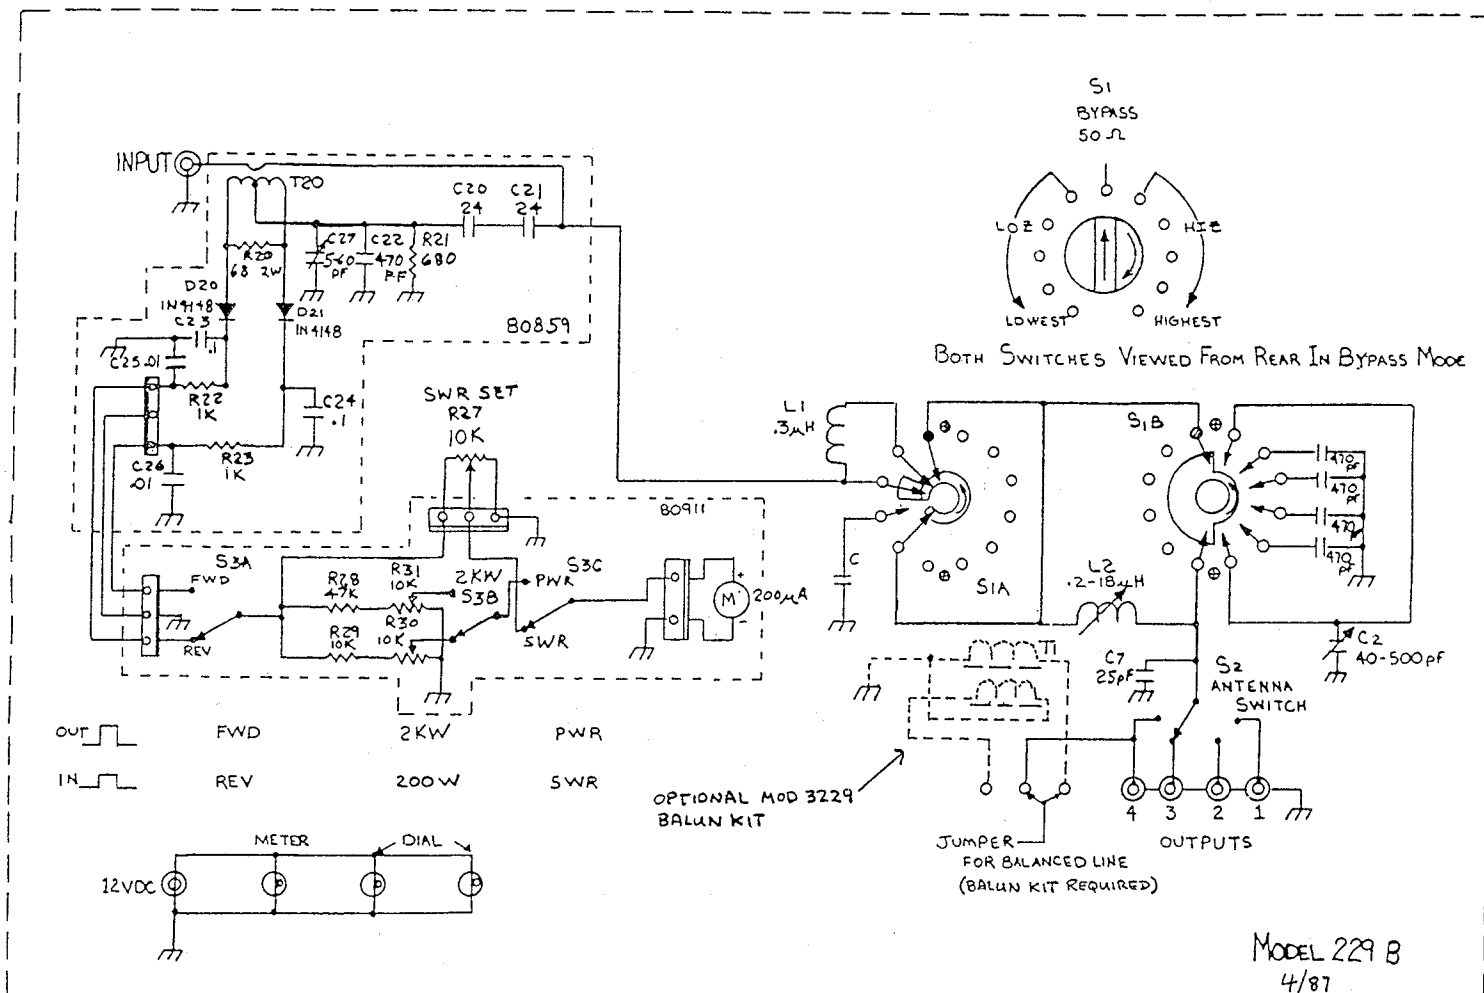 S1
BYPASS
50 Ω
LO Z
HI Z
LOWEST
HIGHEST
BOTH SWITCHES VIEWED FROM REAR IN BYPASS MODE
INPUT
T20
C20
24
C21
24
R20
68 2W
C27
560
PF
C22
470
PF
R21
680
D20
1N4148
D21
1N4148
80859
C23
.1
C25 .01
R22
1K
C24
.1
C26
.01
R23
1K
SWR SET
R27
10K
80911
S3A
FWD
REV
R28
47K
R31
10K
R29
10K
R30
10K
2KW
S3B
PWR
S3C
SWR
M
+
-
200μA
L1
.3μH
C
S1A
S1B
470
pf
470
pf
470
470
pf
L2
.2-18μH
C2
40-500pF
C7
25pF
S2
ANTENNA
SWITCH
T1
OUT
FWD
2KW
PWR
IN
REV
200W
SWR
OPTIONAL MOD 3229
BALUN KIT
JUMPER
FOR BALANCED LINE
(BALUN KIT REQUIRED)
4 3 2 1
OUTPUTS
METER
DIAL
12VDC
MODEL 229 B
4/87